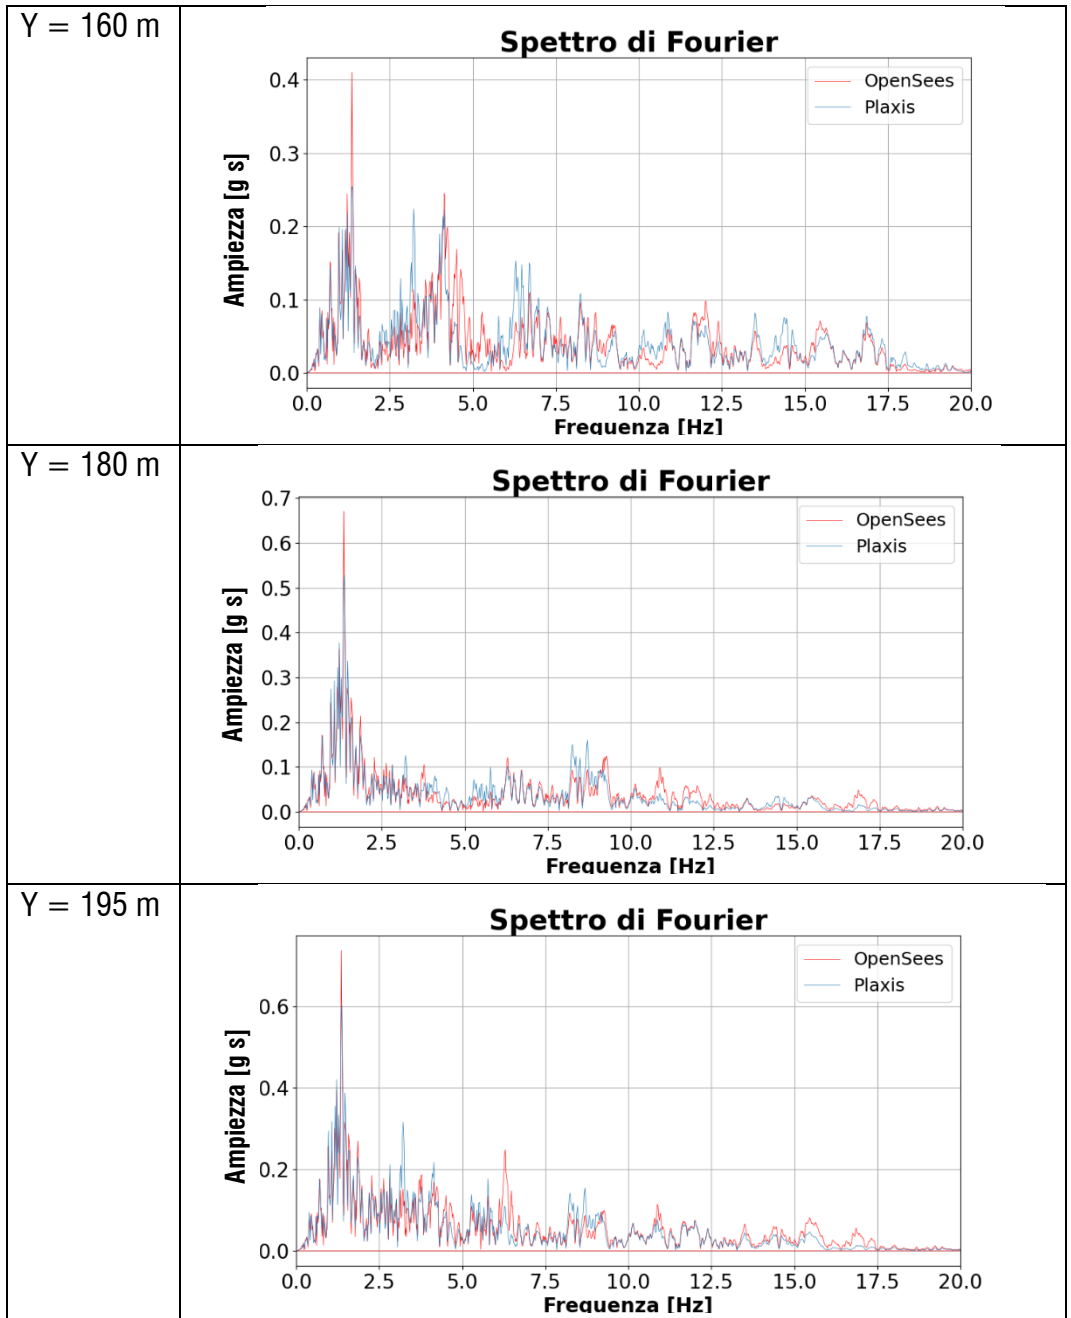 Y = 160 m
Spettro di Fourier
OpenSees
Plaxis
Ampiezza [g s]
0.4
0.3
0.2
0.1
0.0
0.0 2.5 5.0 7.5 10.0 12.5 15.0 17.5 20.0
Frequenza [Hz]
Y = 180 m
Spettro di Fourier
OpenSees
Plaxis
Ampiezza [g s]
0.7
0.6
0.5
0.4
0.3
0.2
0.1
0.0
0.0 2.5 5.0 7.5 10.0 12.5 15.0 17.5 20.0
Frequenza [Hz]
Y = 195 m
Spettro di Fourier
OpenSees
Plaxis
Ampiezza [g s]
0.6
0.4
0.2
0.0
0.0 2.5 5.0 7.5 10.0 12.5 15.0 17.5 20.0
Frequenza [Hz]